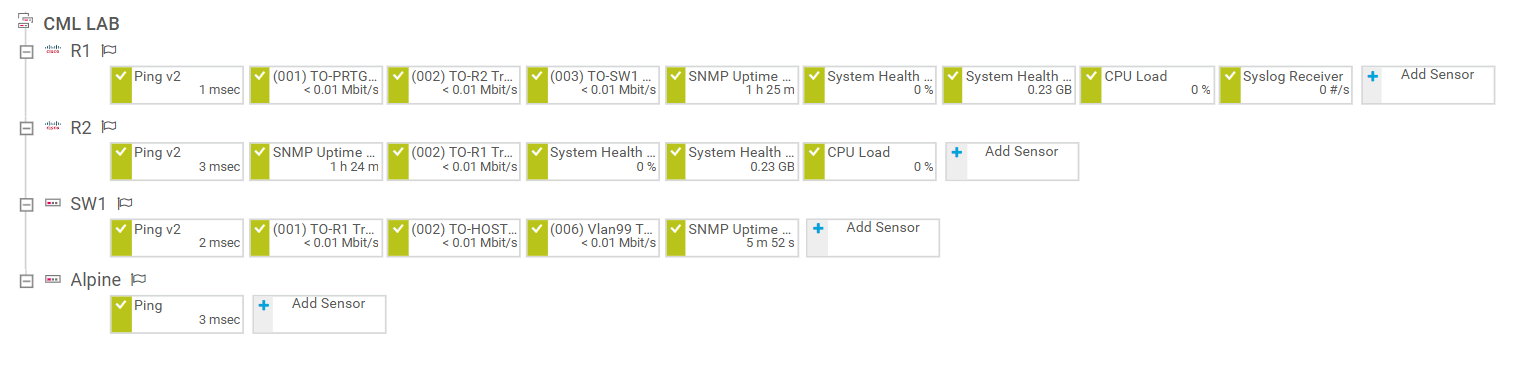 CML LAB
R1
Ping v2 (001) TO-PRTG... (002) TO-R2 Tr... (003) TO-SW1 ... SNMP Uptime ... System Health ... System Health ... CPU Load Syslog Receiver Add Sensor
1 msec < 0.01 Mbit/s < 0.01 Mbit/s < 0.01 Mbit/s 1 h 25 m 0 % 0.23 GB 0 % 0 #/s
R2
Ping v2 SNMP Uptime ... (002) TO-R1 Tr... System Health ... System Health ... CPU Load Add Sensor
3 msec 1 h 24 m < 0.01 Mbit/s 0 % 0.23 GB 0 %
SW1
Ping v2 (001) TO-R1 Tr... (002) TO-HOST... (006) Vlan99 T... SNMP Uptime ... Add Sensor
2 msec < 0.01 Mbit/s < 0.01 Mbit/s < 0.01 Mbit/s 5 m 52 s
Alpine
Ping Add Sensor
3 msec